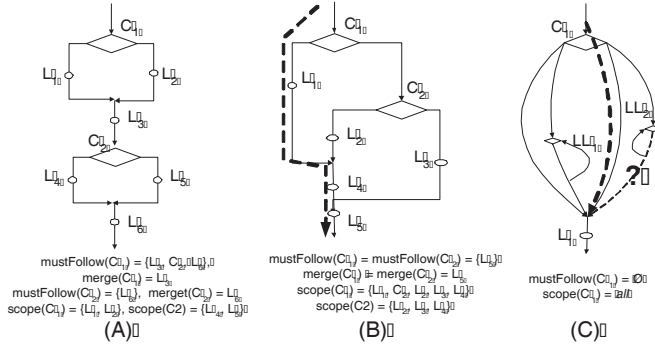 C1
L1
L2
L3
C2
L4
L5
L6
mustFollow(C1) = {L3, C2, L6},
merge(C1) = L3
mustFollow(C2) = {L6}, merget(C2) = L6
scope(C1) = {L1, L2}, scope(C2) = {L4, L5}
(A)
C1
L1
C2
L2
L3
L4
L5
mustFollow(C1) = mustFollow(C2) = {L5}
merge(C1) = merge(C2) = L5
scope(C1) = {L1, C2, L2, L3, L4}
scope(C2) = {L2, L3, L4}
(B)
C1
LL2
LL1
?
L1
mustFollow(C1) = Ø
scope(C1) = all
(C)